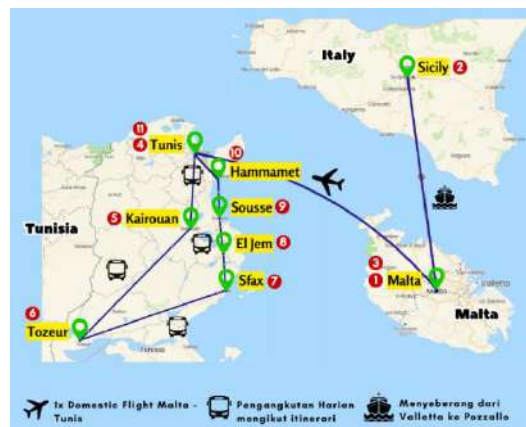 Italy
Sicily 2
11
4 Tunis
10
Hammamet
5 Kairouan
Sousse 9
Tunisia
El Jem 8
Sfax 7
6
Tozeur
3
1 Malta
Valletta
Malta
1x Domestic Flight Malta -
Tunis
Pengangkutan Harian
mengikut itinerari
Menyeberang dari
Valletta ke Pozzallo